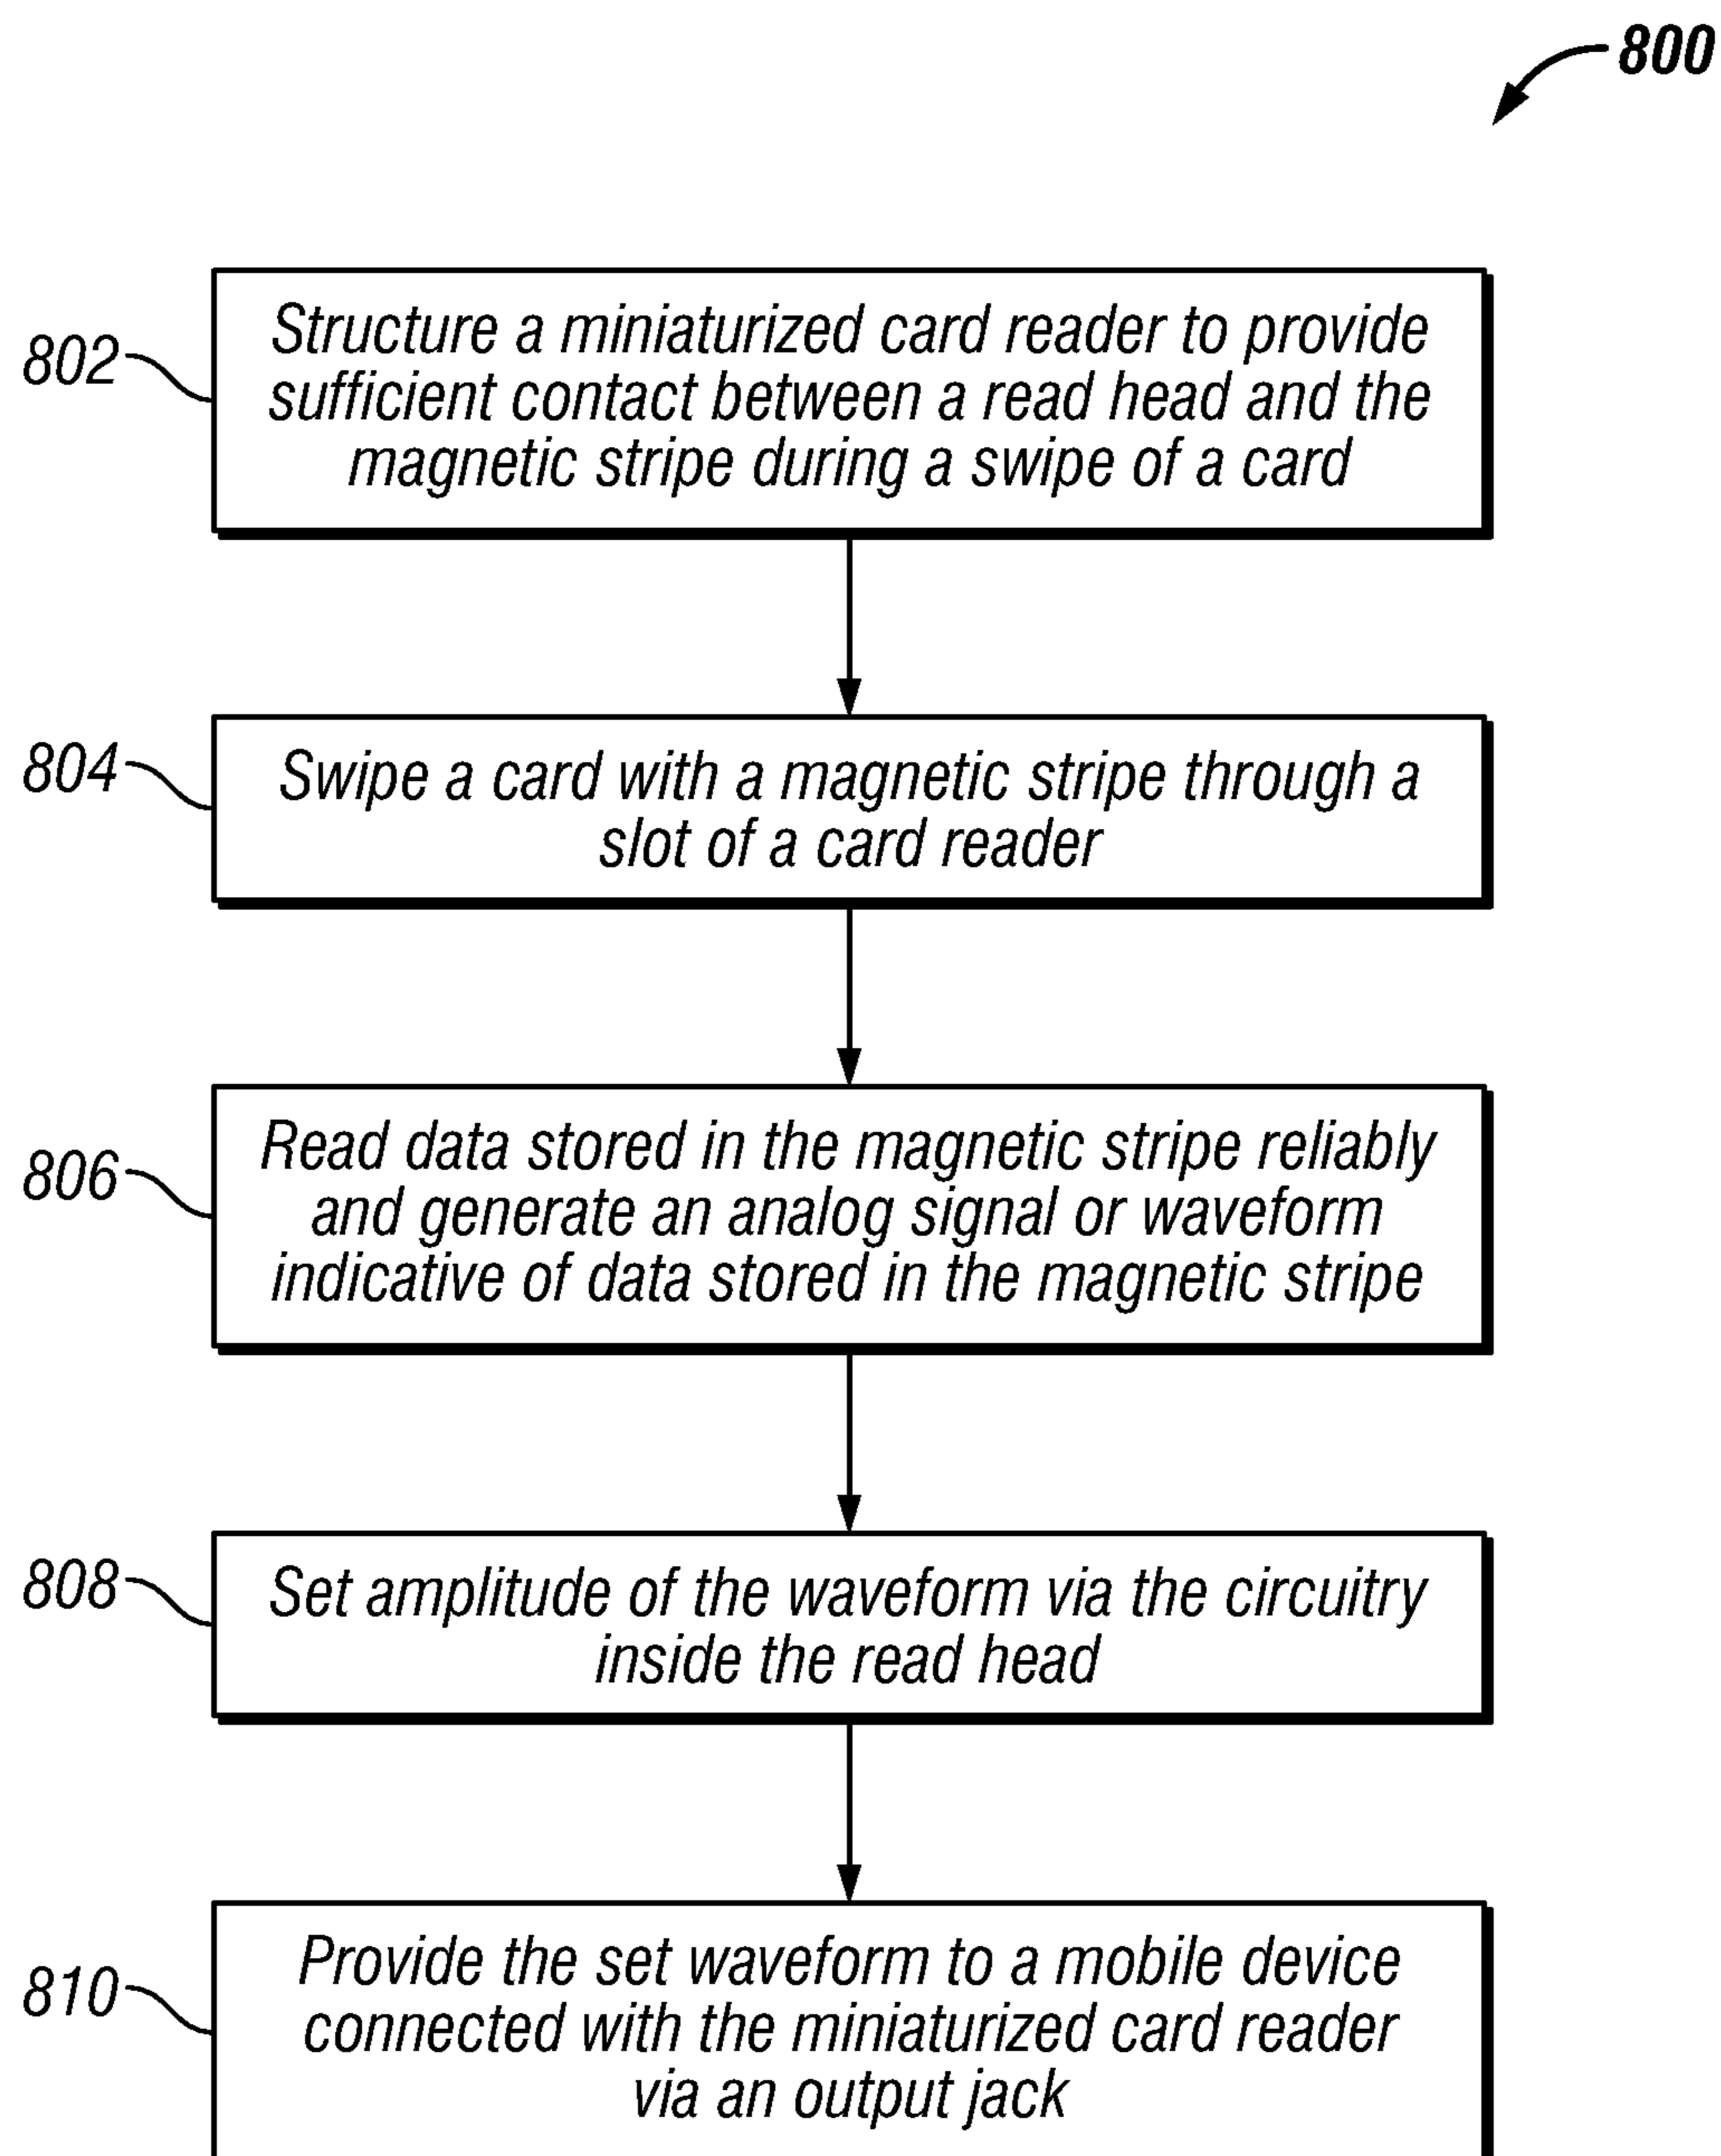 800
802
Structure a miniaturized card reader to provide
sufficient contact between a read head and the
magnetic stripe during a swipe of a card
804
Swipe a card with a magnetic stripe through a
slot of a card reader
806
Read data stored in the magnetic stripe reliably
and generate an analog signal or waveform
indicative of data stored in the magnetic stripe
808
Set amplitude of the waveform via the circuitry
inside the read head
810
Provide the set waveform to a mobile device
connected with the miniaturized card reader
via an output jack